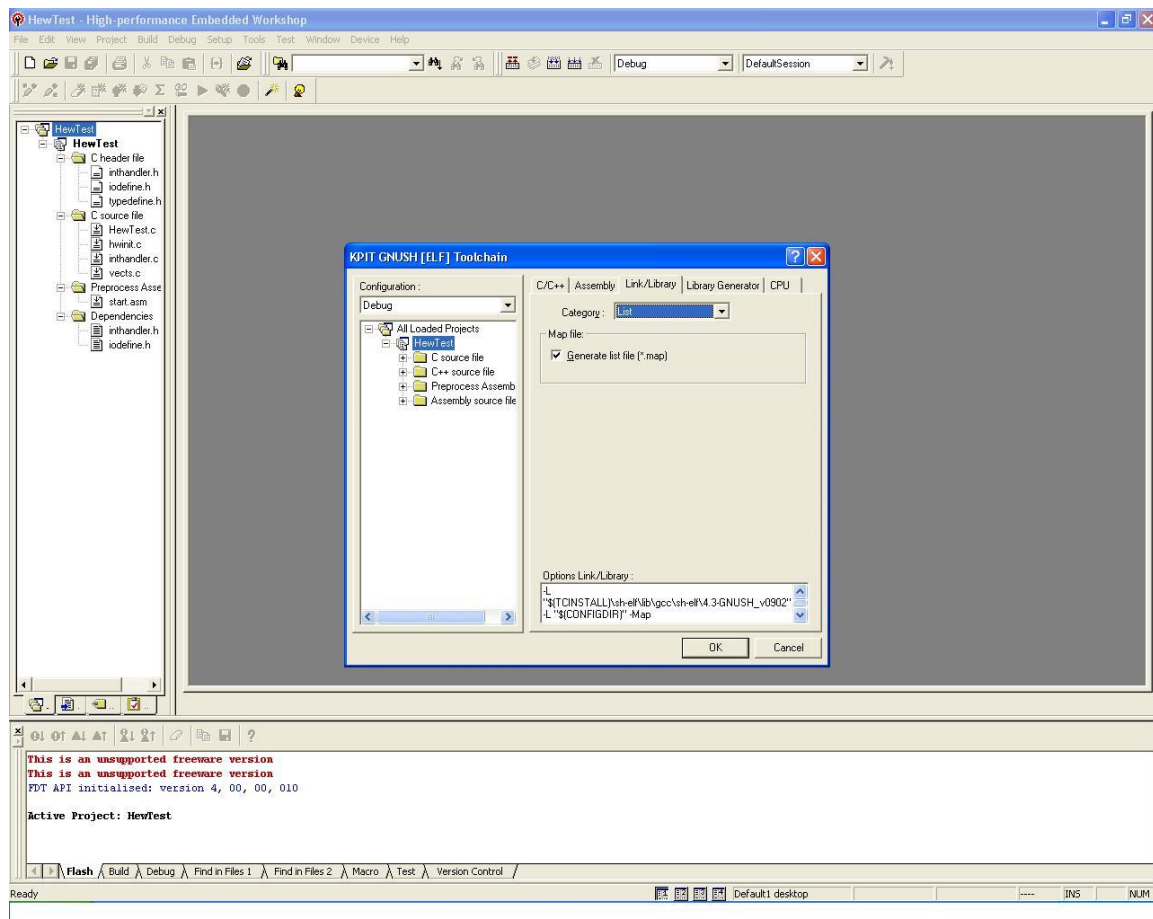 HewTest - High-performance Embedded Workshop
File Edit View Project Build Debug Setup Tools Test Window Device Help
Debug DefaultSession
HewTest
HewTest
C header file
inthandler.h
iodefine.h
typedefine.h
C source file
HewTest.c
hwinit.c
inthandler.c
vects.c
Preprocess Asse
start.asm
Dependencies
inthandler.h
iodefine.h
KPIT GNUSH [ELF] Toolchain
Configuration :
Debug
All Loaded Projects
HewTest
C source file
C++ source file
Preprocess Assemb
Assembly source file
C/C++ Assembly Link/Library Library Generator CPU
Category : List
Map file:
Generate list file (*.map)
Options Link/Library :
-L
"$(TCINSTALL)\sh-elf\lib\gcc\sh-elf\4.3-GNUSH_v0902"
-L "$(CONFIGDIR)" -Map
OK Cancel
This is an unsupported freeware version
This is an unsupported freeware version
FDT API initialised: version 4, 00, 00, 010
Active Project: HewTest
Flash Build Debug Find in Files 1 Find in Files 2 Macro Test Version Control
Ready Default1 desktop ---- INS NUM